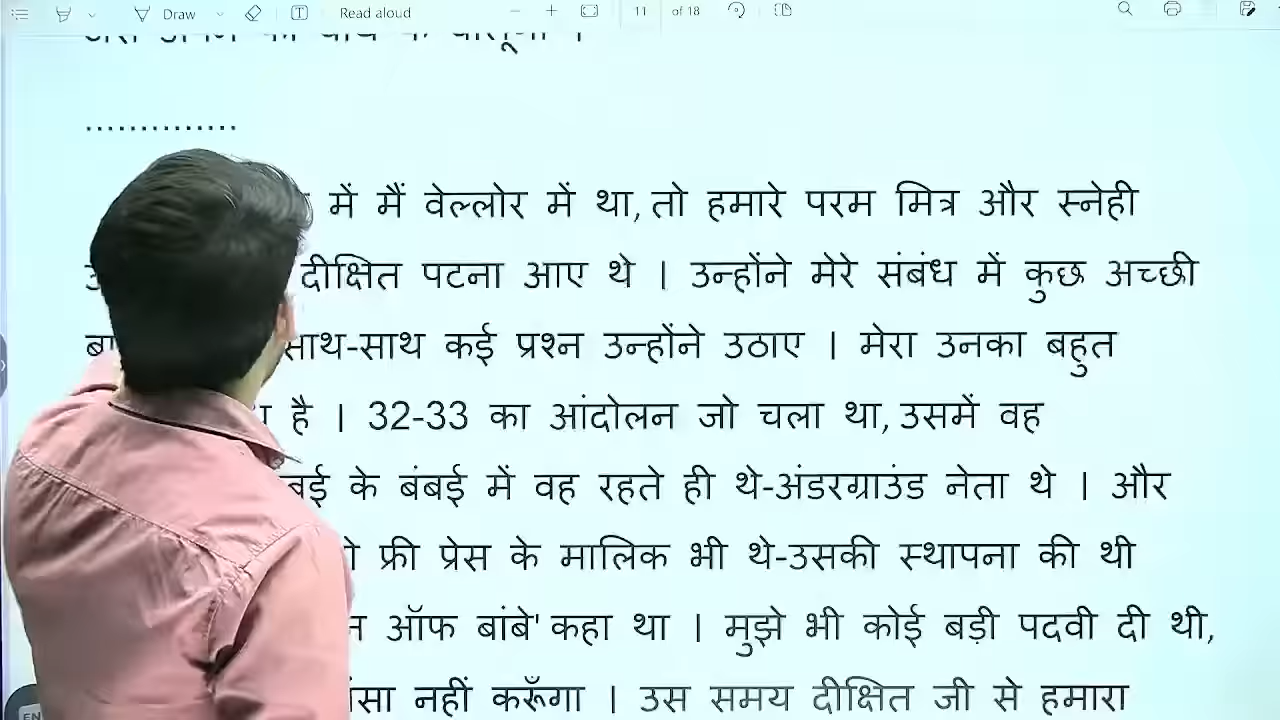 Draw
Read aloud
11 of 18
..............
में मैं वेल्लोर में था, तो हमारे परम मित्र और स्नेही
दीक्षित पटना आए थे । उन्होंने मेरे संबंध में कुछ अच्छी
साथ-साथ कई प्रश्न उन्होंने उठाए । मेरा उनका बहुत
है । 32-33 का आंदोलन जो चला था, उसमें वह
के बंबई में वह रहते ही थे-अंडरग्राउंड नेता थे । और
फ्री प्रेस के मालिक भी थे-उसकी स्थापना की थी
ऑफ बांबे' कहा था । मुझे भी कोई बड़ी पदवी दी थी,
नहीं करूँगा । उस समय दीक्षित जी से हमारा
EN